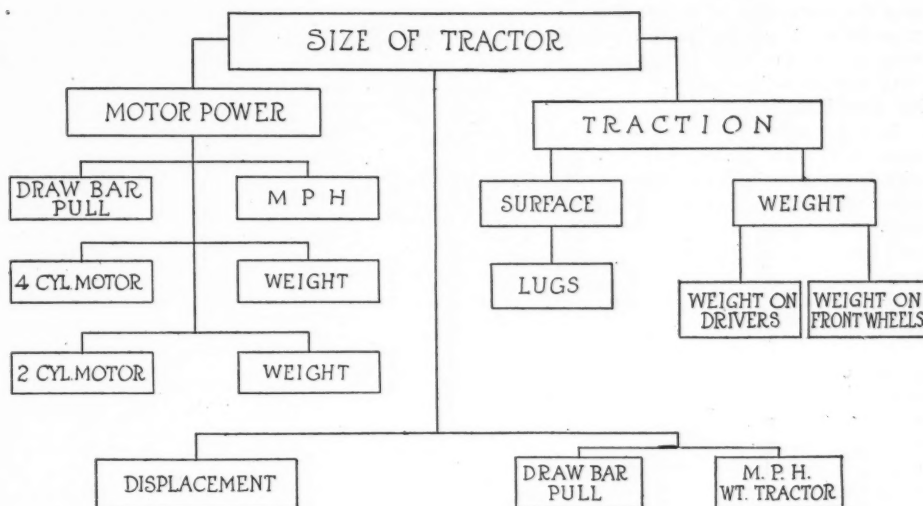 SIZE OF TRACTOR
MOTOR POWER
TRACTION
DRAW BAR
PULL
M P H
SURFACE
WEIGHT
4 CYL. MOTOR
WEIGHT
LUGS
WEIGHT ON
DRIVERS
WEIGHT ON
FRONT WHEELS
2 CYL. MOTOR
WEIGHT
DISPLACEMENT
DRAW BAR
PULL
M. P. H.
WT. TRACTOR